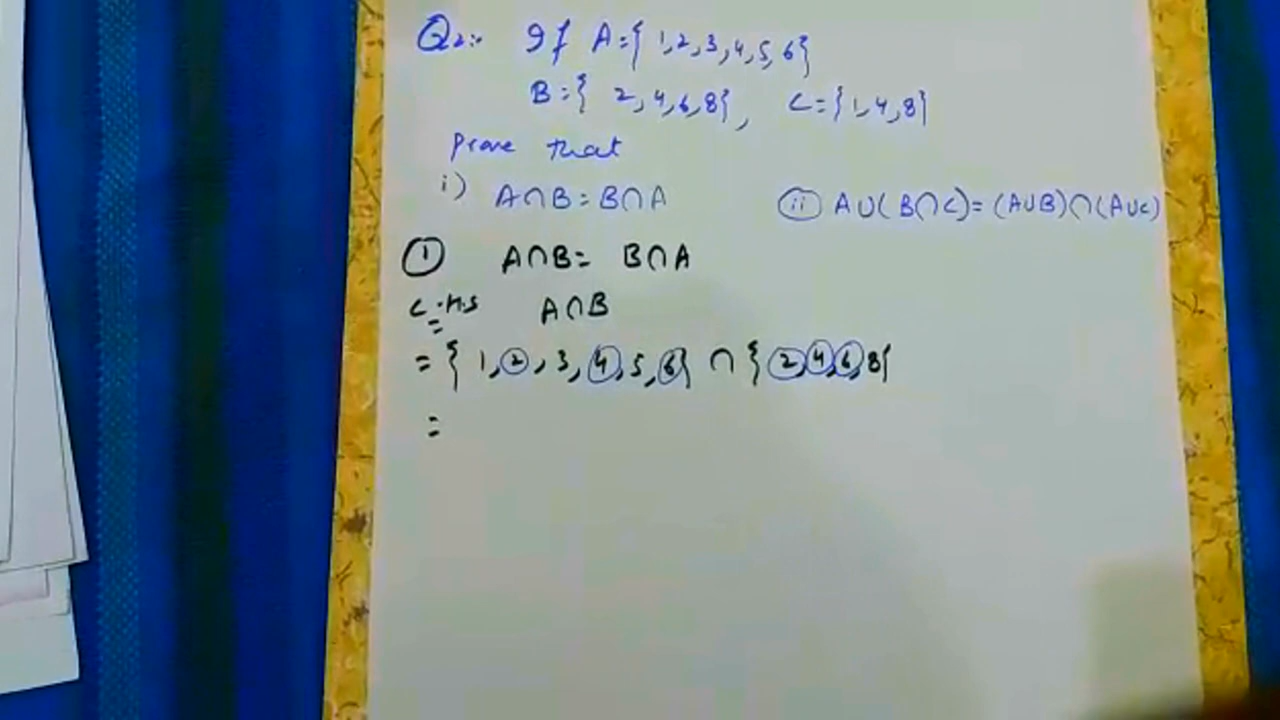 Q2:- If A={ 1,2,3,4,5,6}
B={ 2,4,6,8}, C={1,4,8}
Prove that
i) A∩B=B∩A ii A∪(B∩C)=(A∪B)∩(A∪C)
1 A∩B= B∩A
L.H.S A∩B
={ 1,2,3,4,5,6} ∩{ 2,4,6,8}
=